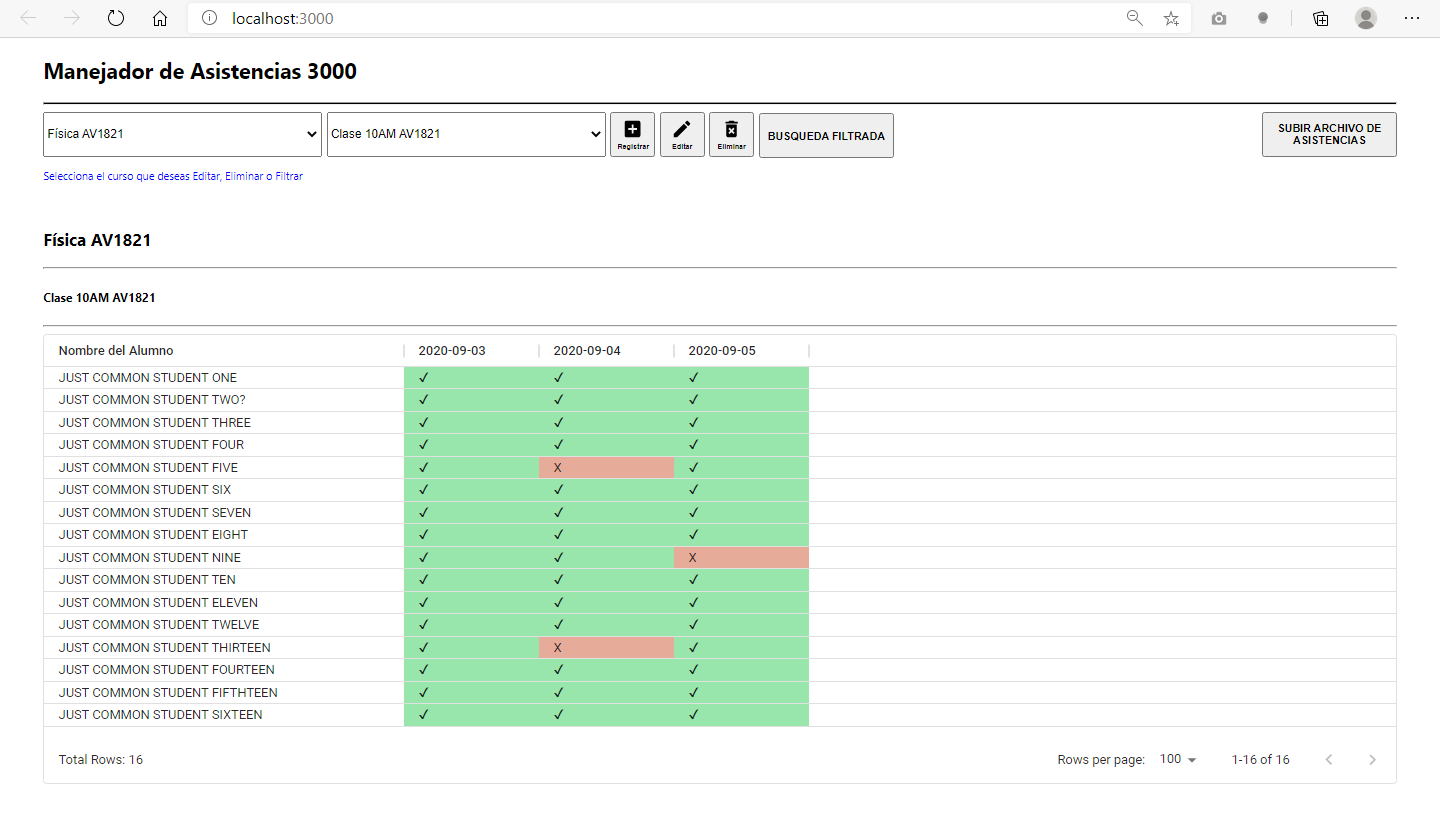 localhost:3000
Manejador de Asistencias 3000
Física AV1821
Clase 10AM AV1821
Registrar
Editar
Eliminar
BUSQUEDA FILTRADA
SUBIR ARCHIVO DE
ASISTENCIAS
Selecciona el curso que deseas Editar, Eliminar o Filtrar
Física AV1821
Clase 10AM AV1821
Nombre del Alumno 2020-09-03 2020-09-04 2020-09-05
JUST COMMON STUDENT ONE ✓ ✓ ✓
JUST COMMON STUDENT TWO? ✓ ✓ ✓
JUST COMMON STUDENT THREE ✓ ✓ ✓
JUST COMMON STUDENT FOUR ✓ ✓ ✓
JUST COMMON STUDENT FIVE ✓ X ✓
JUST COMMON STUDENT SIX ✓ ✓ ✓
JUST COMMON STUDENT SEVEN ✓ ✓ ✓
JUST COMMON STUDENT EIGHT ✓ ✓ ✓
JUST COMMON STUDENT NINE ✓ ✓ X
JUST COMMON STUDENT TEN ✓ ✓ ✓
JUST COMMON STUDENT ELEVEN ✓ ✓ ✓
JUST COMMON STUDENT TWELVE ✓ ✓ ✓
JUST COMMON STUDENT THIRTEEN ✓ X ✓
JUST COMMON STUDENT FOURTEEN ✓ ✓ ✓
JUST COMMON STUDENT FIFTHTEEN ✓ ✓ ✓
JUST COMMON STUDENT SIXTEEN ✓ ✓ ✓
Total Rows: 16 Rows per page: 100 1-16 of 16